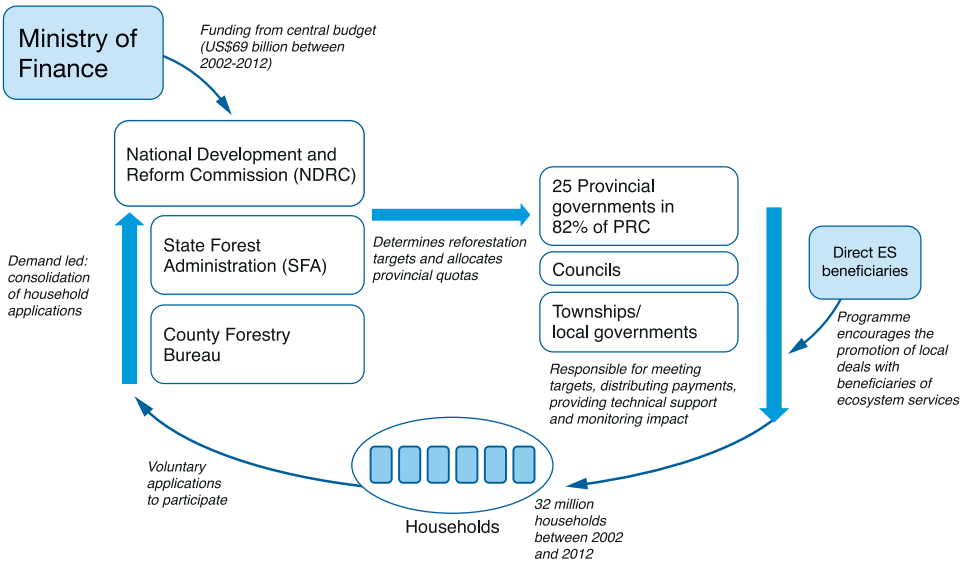 Ministry of
Finance
Funding from central budget
(US$69 billion between
2002-2012)
National Development and
Reform Commission (NDRC)
State Forest
Administration (SFA)
County Forestry
Bureau
Demand led:
consolidation
of household
applications
Determines reforestation
targets and allocates
provincial quotas
25 Provincial
governments in
82% of PRC
Councils
Townships/
local governments
Responsible for meeting
targets, distributing payments,
providing technical support
and monitoring impact
Direct ES
beneficiaries
Programme
encourages the
promotion of local
deals with
beneficiaries of
ecosystem services
Voluntary
applications
to participate
Households
32 million
households
between 2002
and 2012